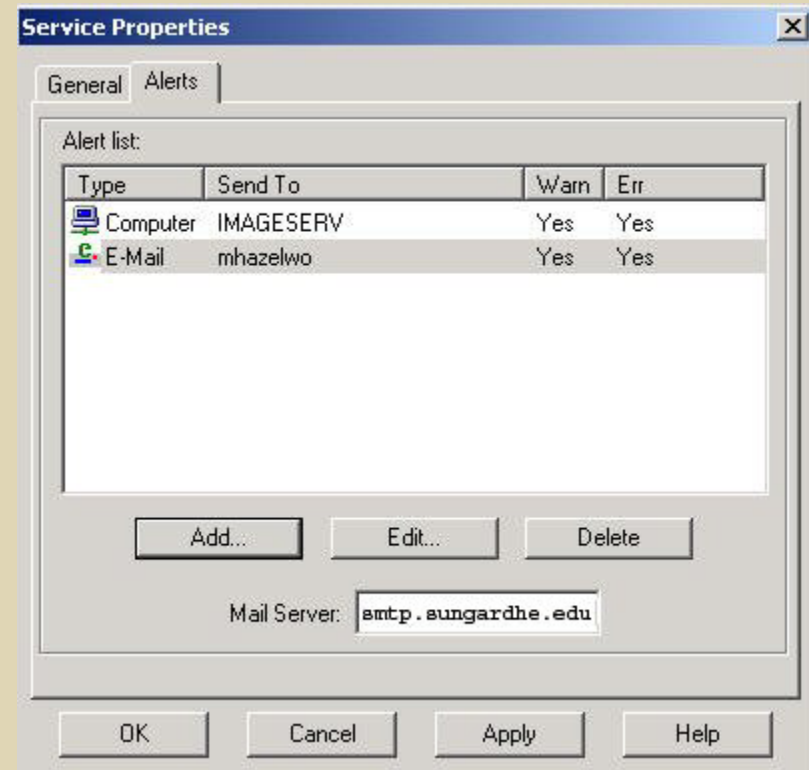 Service Properties
General Alerts
Alert list:
Type Send To Warn Err
Computer IMAGESERV Yes Yes
E-Mail mhazelwo Yes Yes
Add... Edit... Delete
Mail Server: smtp.sungardhe.edu
OK Cancel Apply Help